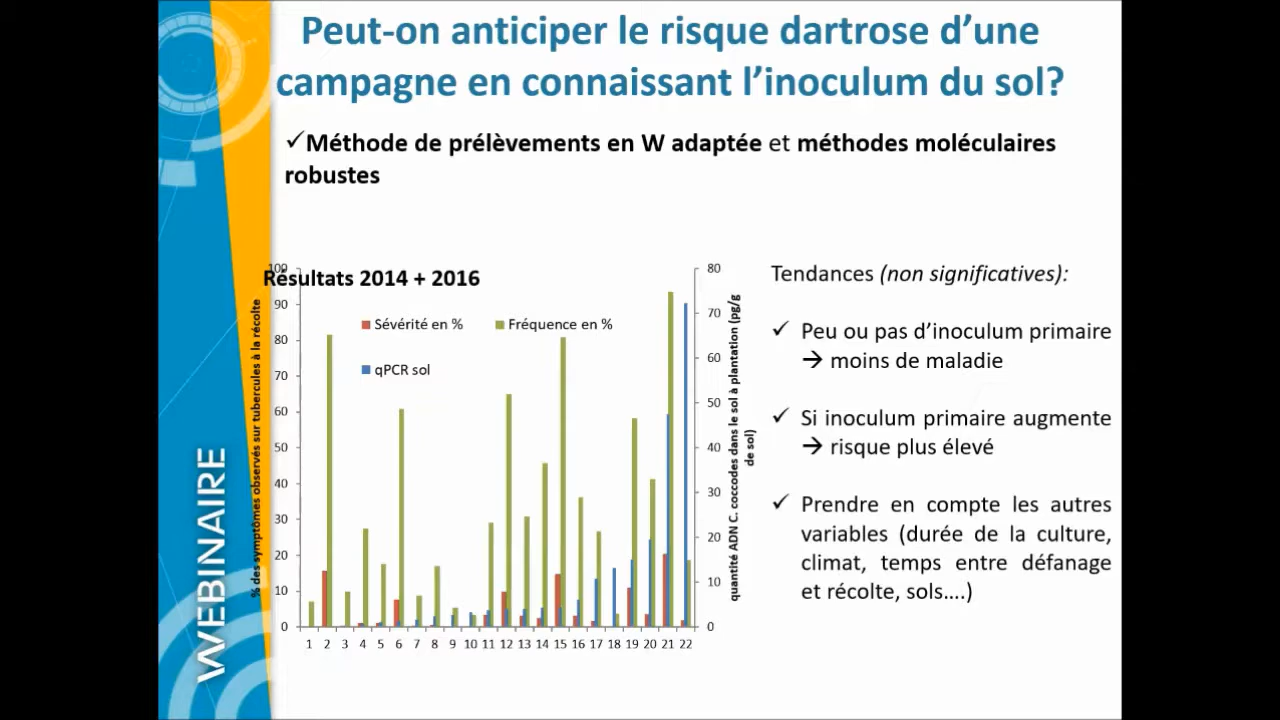 Peut-on anticiper le risque dartrose d’une
campagne en connaissant l’inoculum du sol?
✓Méthode de prélèvements en W adaptée et méthodes moléculaires
robustes
Résultats 2014 + 2016
Sévérité en %
Fréquence en %
qPCR sol
% des symptômes observés sur tubercules à la récolte
100
90
80
70
60
50
40
30
20
10
0
1 2 3 4 5 6 7 8 9 10 11 12 13 14 15 16 17 18 19 20 21 22
80
70
60
50
40
30
20
10
0
quantité ADN C. coccodes dans le sol à plantation (pg/g
de sol)
Tendances (non significatives):
✓ Peu ou pas d’inoculum primaire
→ moins de maladie
✓ Si inoculum primaire augmente
→ risque plus élevé
✓ Prendre en compte les autres
variables (durée de la culture,
climat, temps entre défanage
et récolte, sols….)
WEBINAIRE